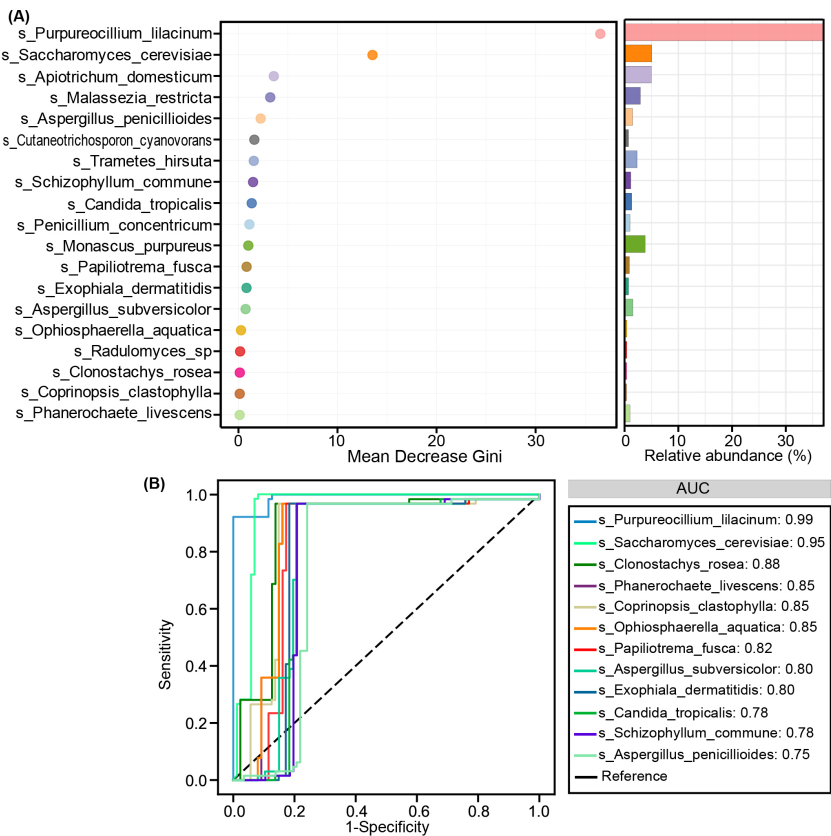 (A)
s_Purpureocillium_lilacinum
s_Saccharomyces_cerevisiae
s_Apiotrichum_domesticum
s_Malassezia_restricta
s_Aspergillus_penicillioides
s_Cutaneotrichosporon_cyanovorans
s_Trametes_hirsuta
s_Schizophyllum_commune
s_Candida_tropicalis
s_Penicillium_concentricum
s_Monascus_purpureus
s_Papiliotrema_fusca
s_Exophiala_dermatitidis
s_Aspergillus_subversicolor
s_Ophiosphaerella_aquatica
s_Radulomyces_sp
s_Clonostachys_rosea
s_Coprinopsis_clastophylla
s_Phanerochaete_livescens
0 10 20 30
Mean Decrease Gini
0 10 20 30
Relative abundance (%)
(B)
Sensitivity
1.0
0.8
0.6
0.4
0.2
0.0
0.0 0.2 0.4 0.6 0.8 1.0
1-Specificity
AUC
s_Purpureocillium_lilacinum: 0.99
s_Saccharomyces_cerevisiae: 0.95
s_Clonostachys_rosea: 0.88
s_Phanerochaete_livescens: 0.85
s_Coprinopsis_clastophylla: 0.85
s_Ophiosphaerella_aquatica: 0.85
s_Papiliotrema_fusca: 0.82
s_Aspergillus_subversicolor: 0.80
s_Exophiala_dermatitidis: 0.80
s_Candida_tropicalis: 0.78
s_Schizophyllum_commune: 0.78
s_Aspergillus_penicillioides: 0.75
Reference